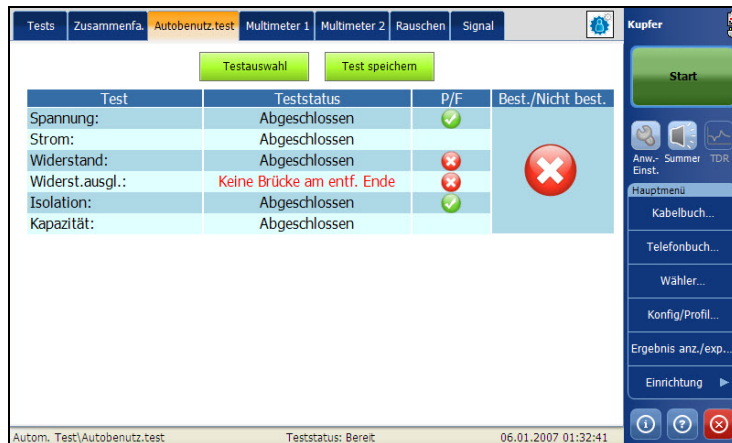 Tests Zusammenfa. Autobenutz.test Multimeter 1 Multimeter 2 Rauschen Signal
Testauswahl Test speichern
Test Teststatus P/F Best./Nicht best.
Spannung: Abgeschlossen
Strom: Abgeschlossen
Widerstand: Abgeschlossen
Widerst.ausgl.: Keine Brücke am entf. Ende
Isolation: Abgeschlossen
Kapazität: Abgeschlossen
Autom. Test\Autobenutz.test Teststatus: Bereit 06.01.2007 01:32:41
Kupfer
Start
Anw.-Einst. Summer TDR
Hauptmenü
Kabelbuch...
Telefonbuch...
Wähler...
Konfig/Profil...
Ergebnis anz./exp...
Einrichtung